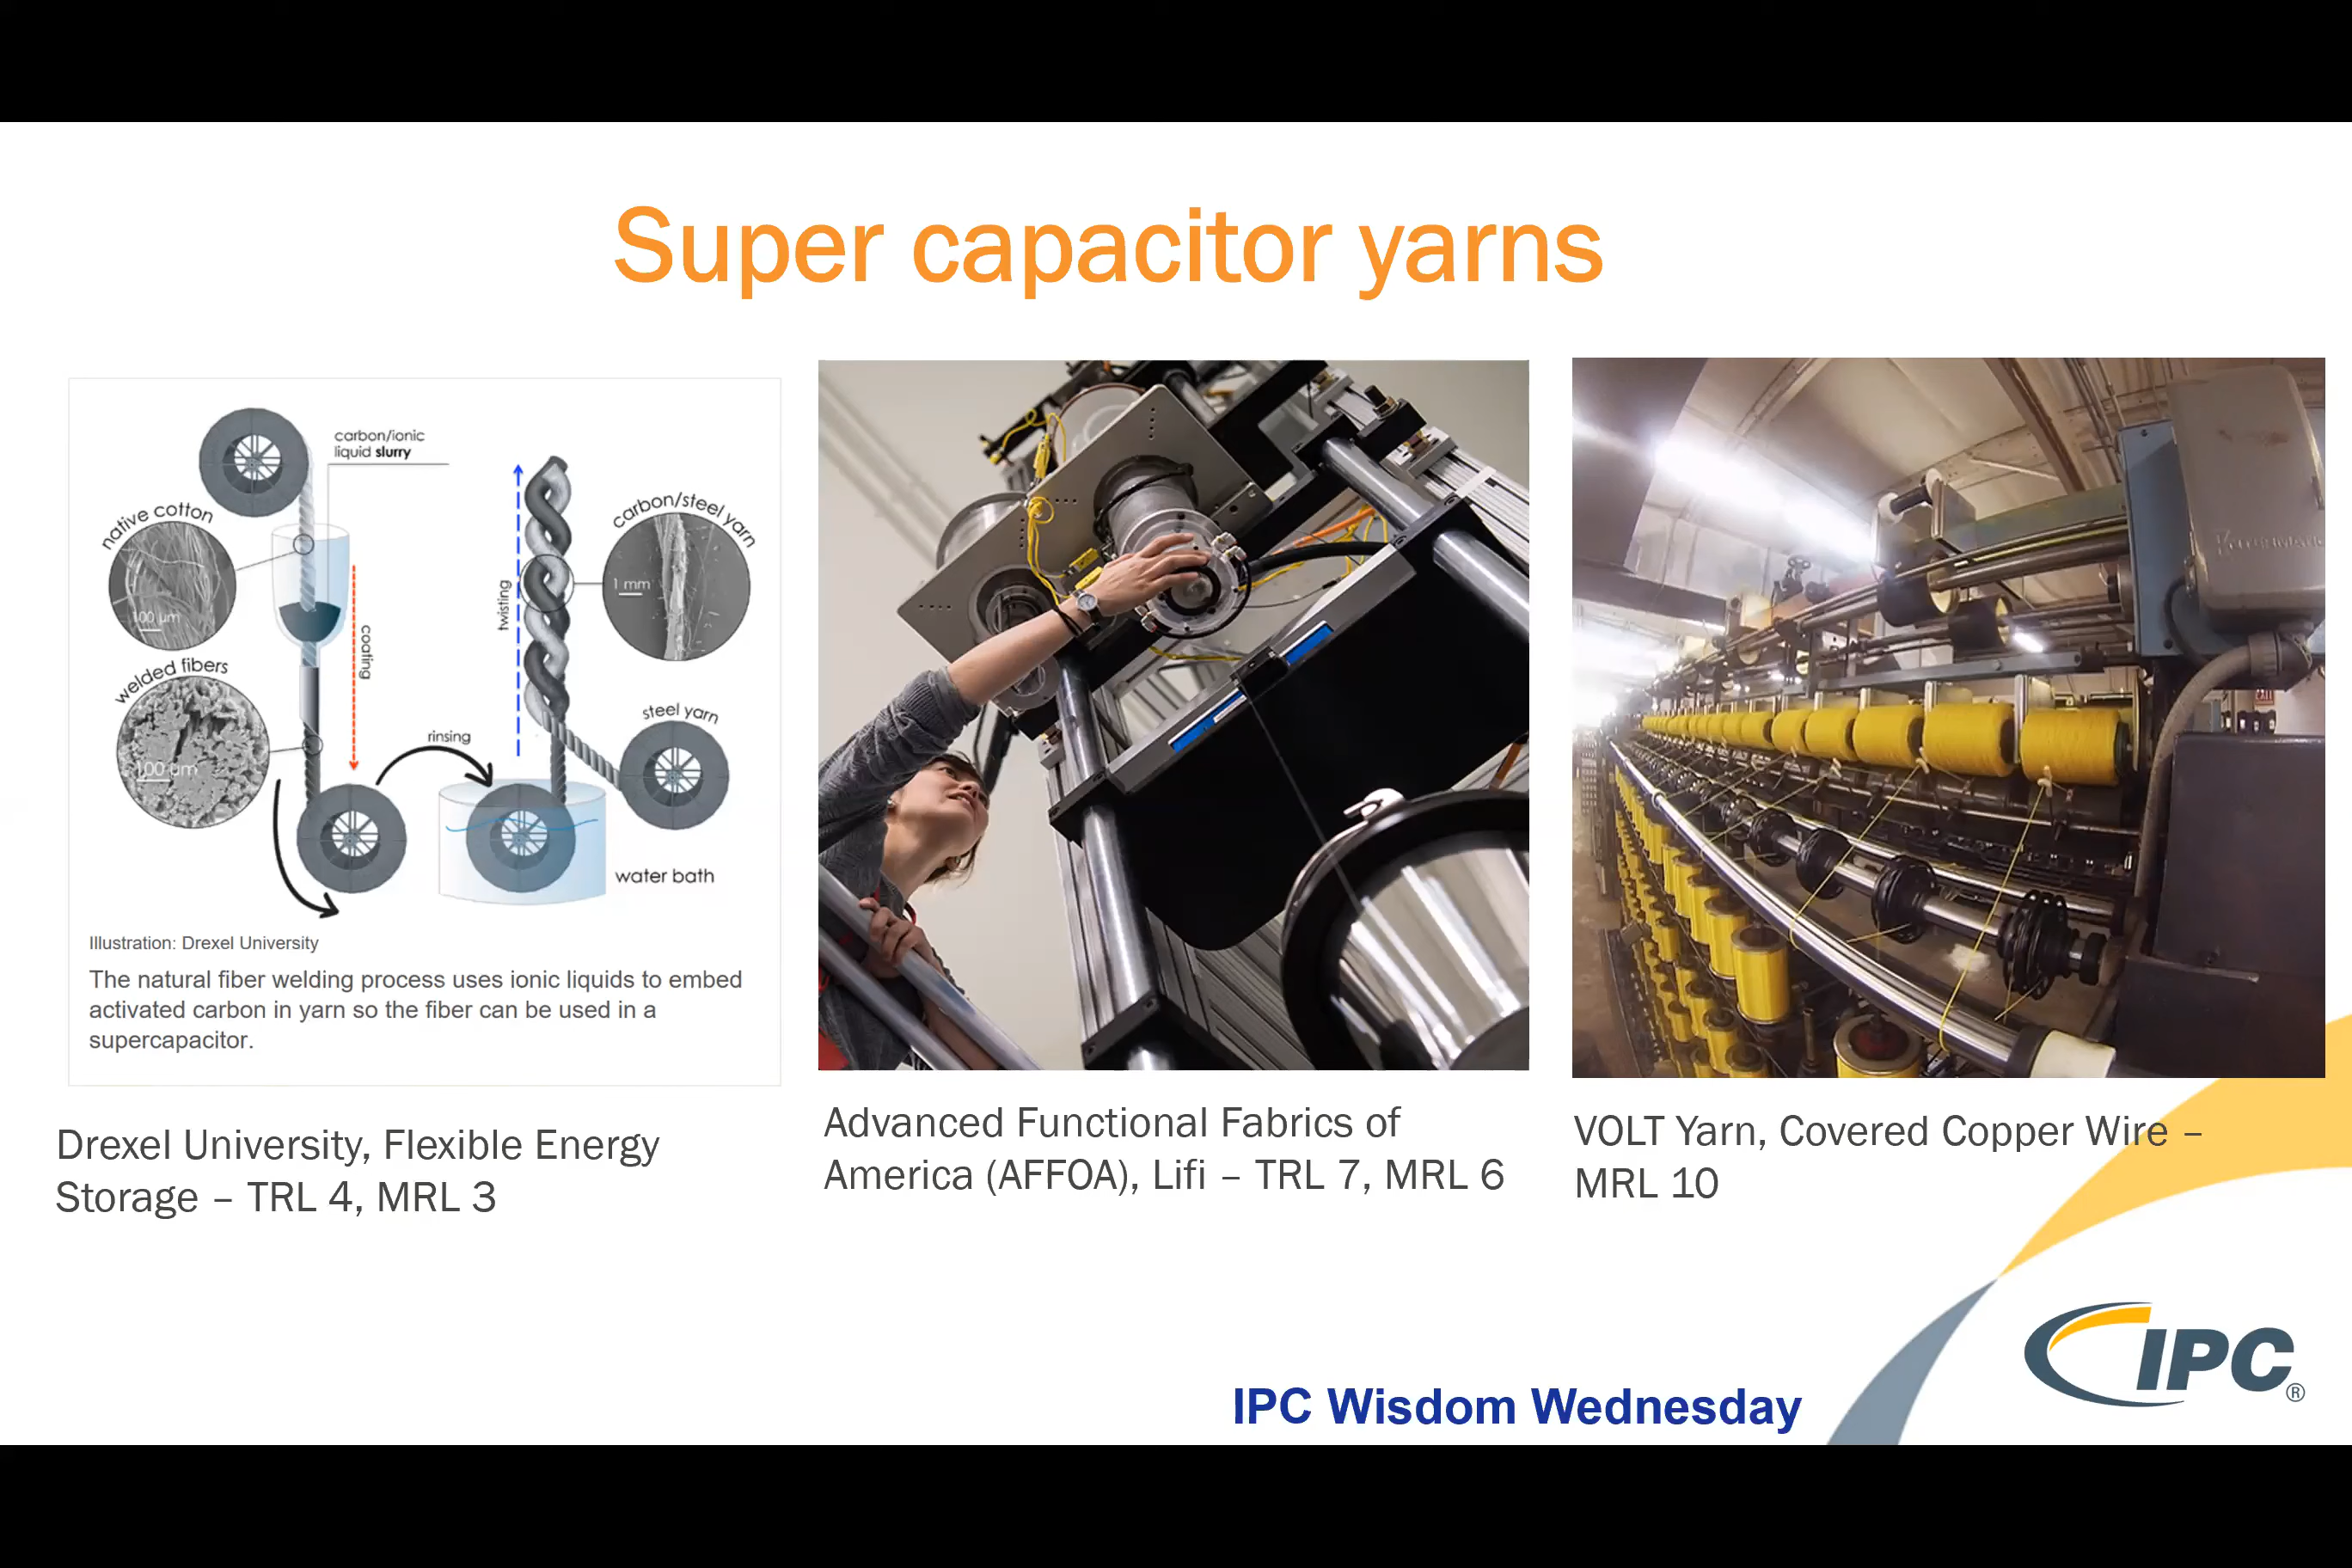 Super capacitor yarns
carbon/ionic
liquid slurry
native cotton
100 µm
coating
welded fibers
100 µm
rinsing
twisting
carbon/steel yarn
1 mm
steel yarn
water bath
Illustration: Drexel University
The natural fiber welding process uses ionic liquids to embed
activated carbon in yarn so the fiber can be used in a
supercapacitor.
Drexel University, Flexible Energy
Storage – TRL 4, MRL 3
Advanced Functional Fabrics of
America (AFFOA), Lifi – TRL 7, MRL 6
EXIT
VOLT Yarn, Covered Copper Wire –
MRL 10
IPC Wisdom Wednesday
IPC®